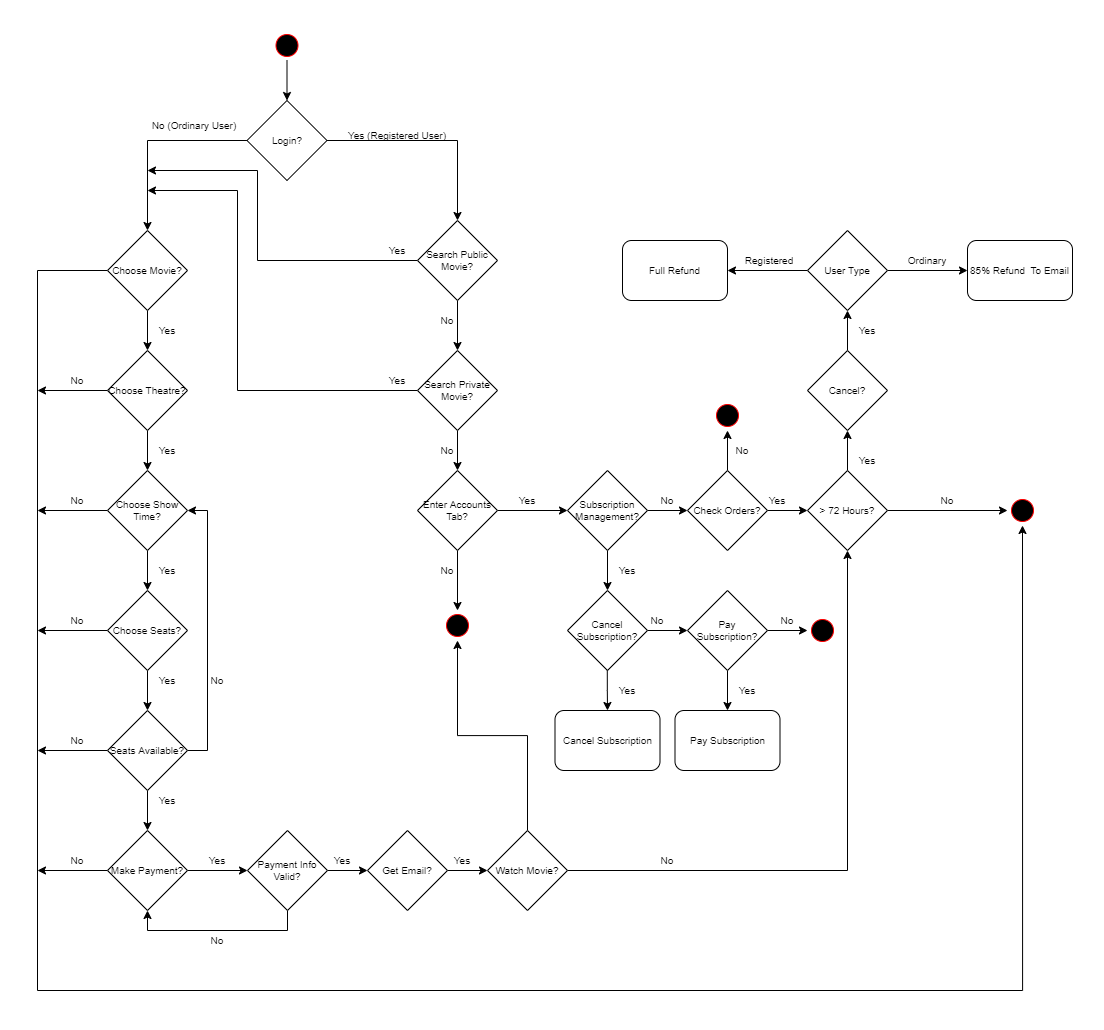 No (Ordinary User)
Login?
Yes (Registered User)
Choose Movie?
Yes
Search Public
Movie?
Full Refund
Registered
User Type
Ordinary
85% Refund  To Email
Yes
No
Yes
No
Choose Theatre?
Yes
Search Private
Movie?
Cancel?
Yes
No
No
Yes
No
Choose Show
Time?
Enter Accounts
Tab?
Yes
Subscription
Management?
No
Check Orders?
Yes
> 72 Hours?
No
Yes
No
Yes
No
Choose Seats?
Cancel
Subscription?
No
Pay
Subscription?
No
Yes
No
Yes
Yes
No
Seats Available?
Cancel Subscription
Pay Subscription
Yes
No
Make Payment?
Yes
Payment Info
Valid?
Yes
Get Email?
Yes
Watch Movie?
No
No